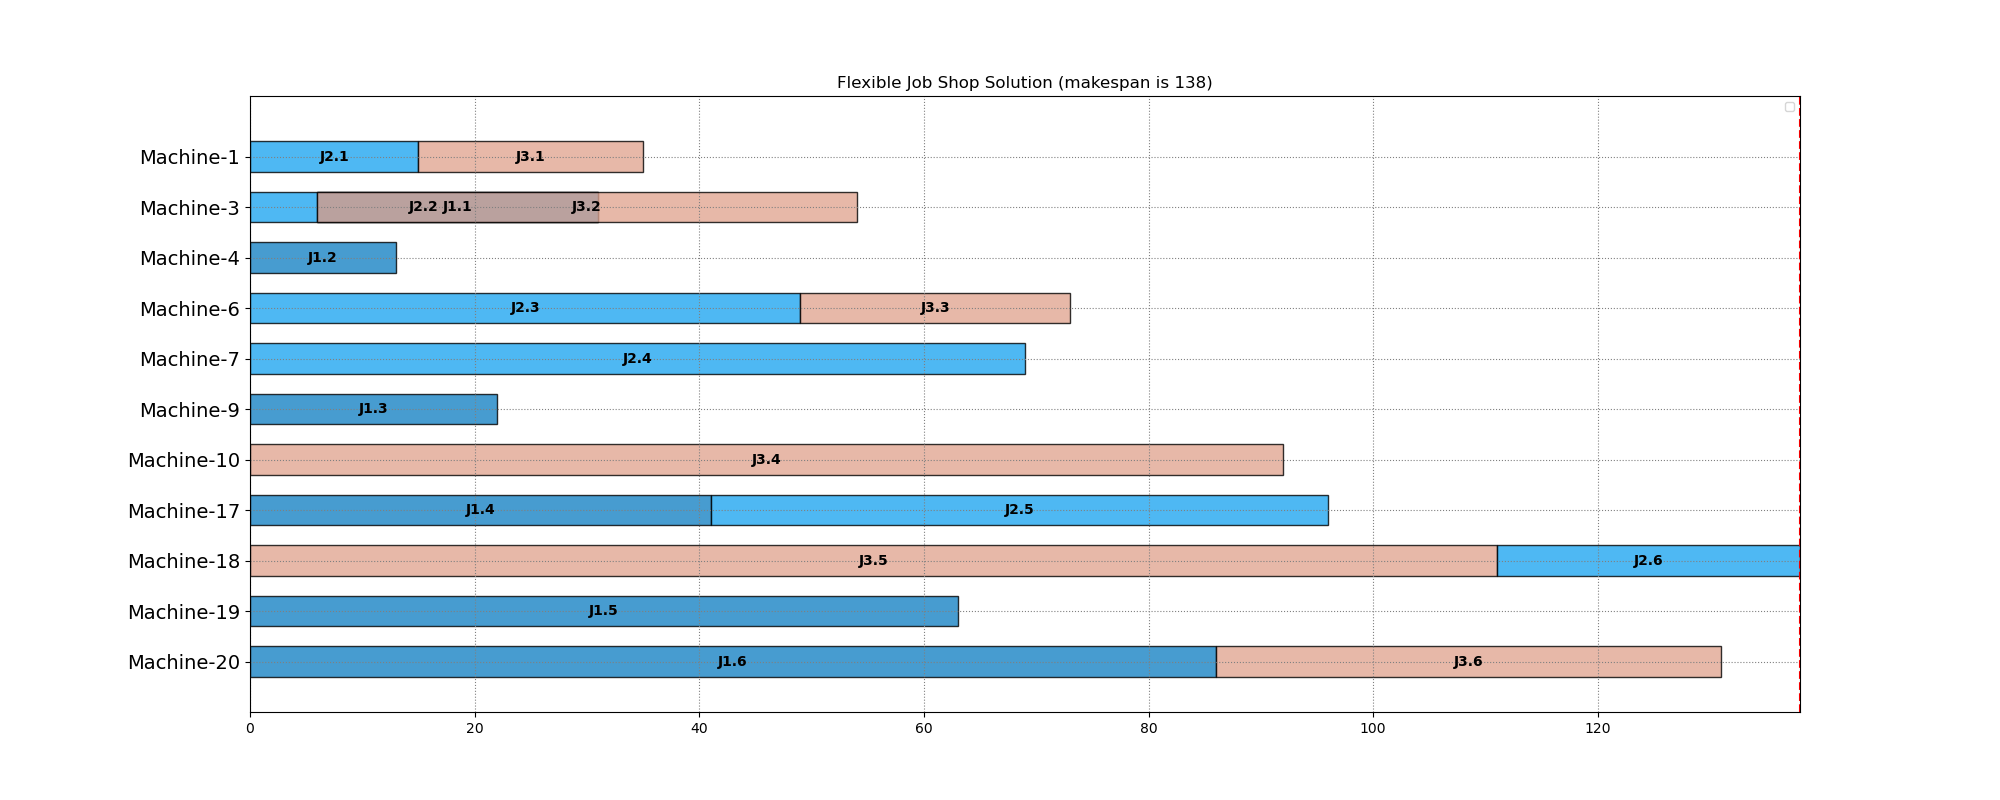 Flexible Job Shop Solution (makespan is 138)
Machine-1 J2.1 J3.1
Machine-3 J2.2 J1.1 J3.2
Machine-4 J1.2
Machine-6 J2.3 J3.3
Machine-7 J2.4
Machine-9 J1.3
Machine-10 J3.4
Machine-17 J1.4 J2.5
Machine-18 J3.5 J2.6
Machine-19 J1.5
Machine-20 J1.6 J3.6
0 20 40 60 80 100 120